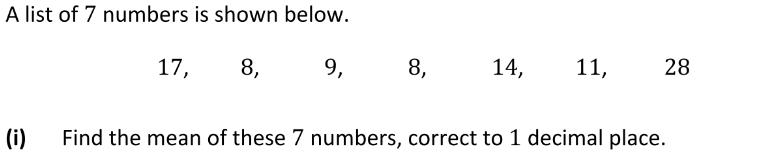 A list of 7 numbers is shown below.
17, 8, 9, 8, 14, 11, 28
(i) Find the mean of these 7 numbers, correct to 1 decimal place.